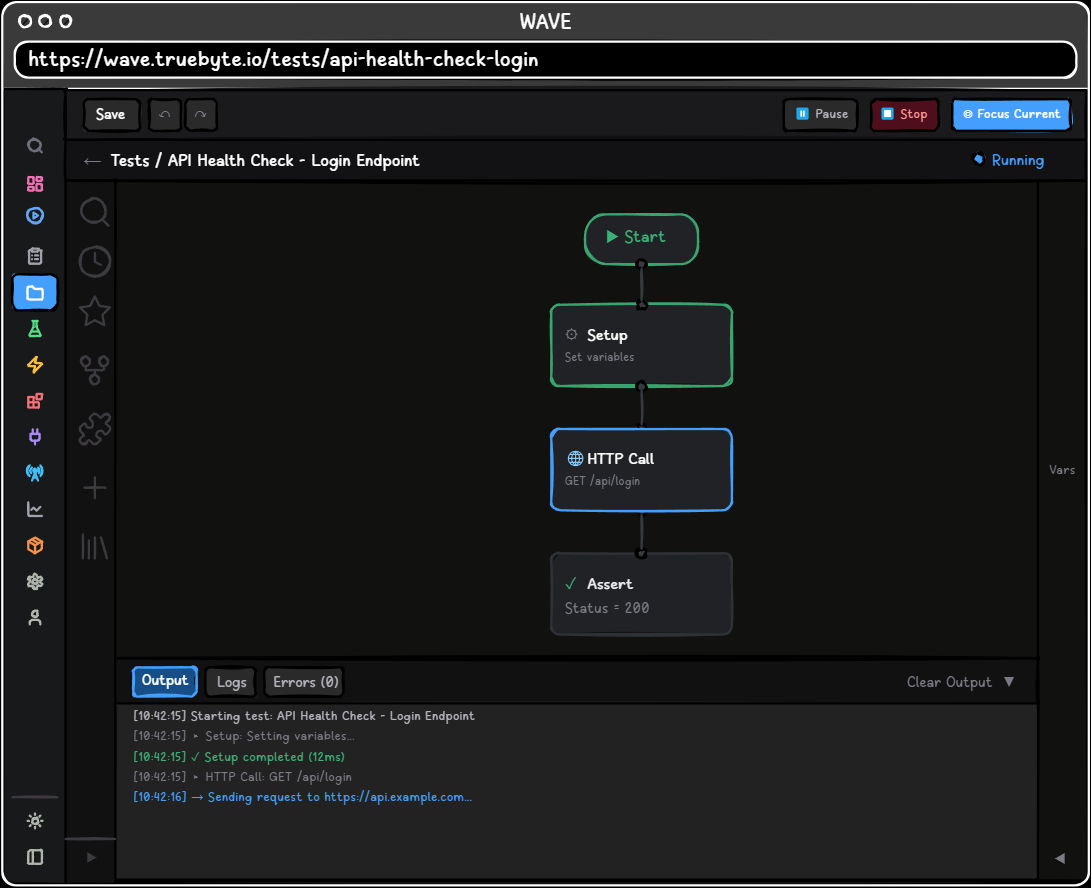 WAVE
https://wave.truebyte.io/tests/api-health-check-login
Save
Pause
Stop
Focus Current
← Tests / API Health Check - Login Endpoint
Running
▶ Start
Setup
Set variables
HTTP Call
GET /api/login
Vars
✓ Assert
Status = 200
Output
Logs
Errors (0)
Clear Output ▼
[10:42:15] Starting test: API Health Check - Login Endpoint
[10:42:15] ▸ Setup: Setting variables...
[10:42:15] ✓ Setup completed (12ms)
[10:42:15] ▸ HTTP Call: GET /api/login
[10:42:16] → Sending request to https://api.example.com...